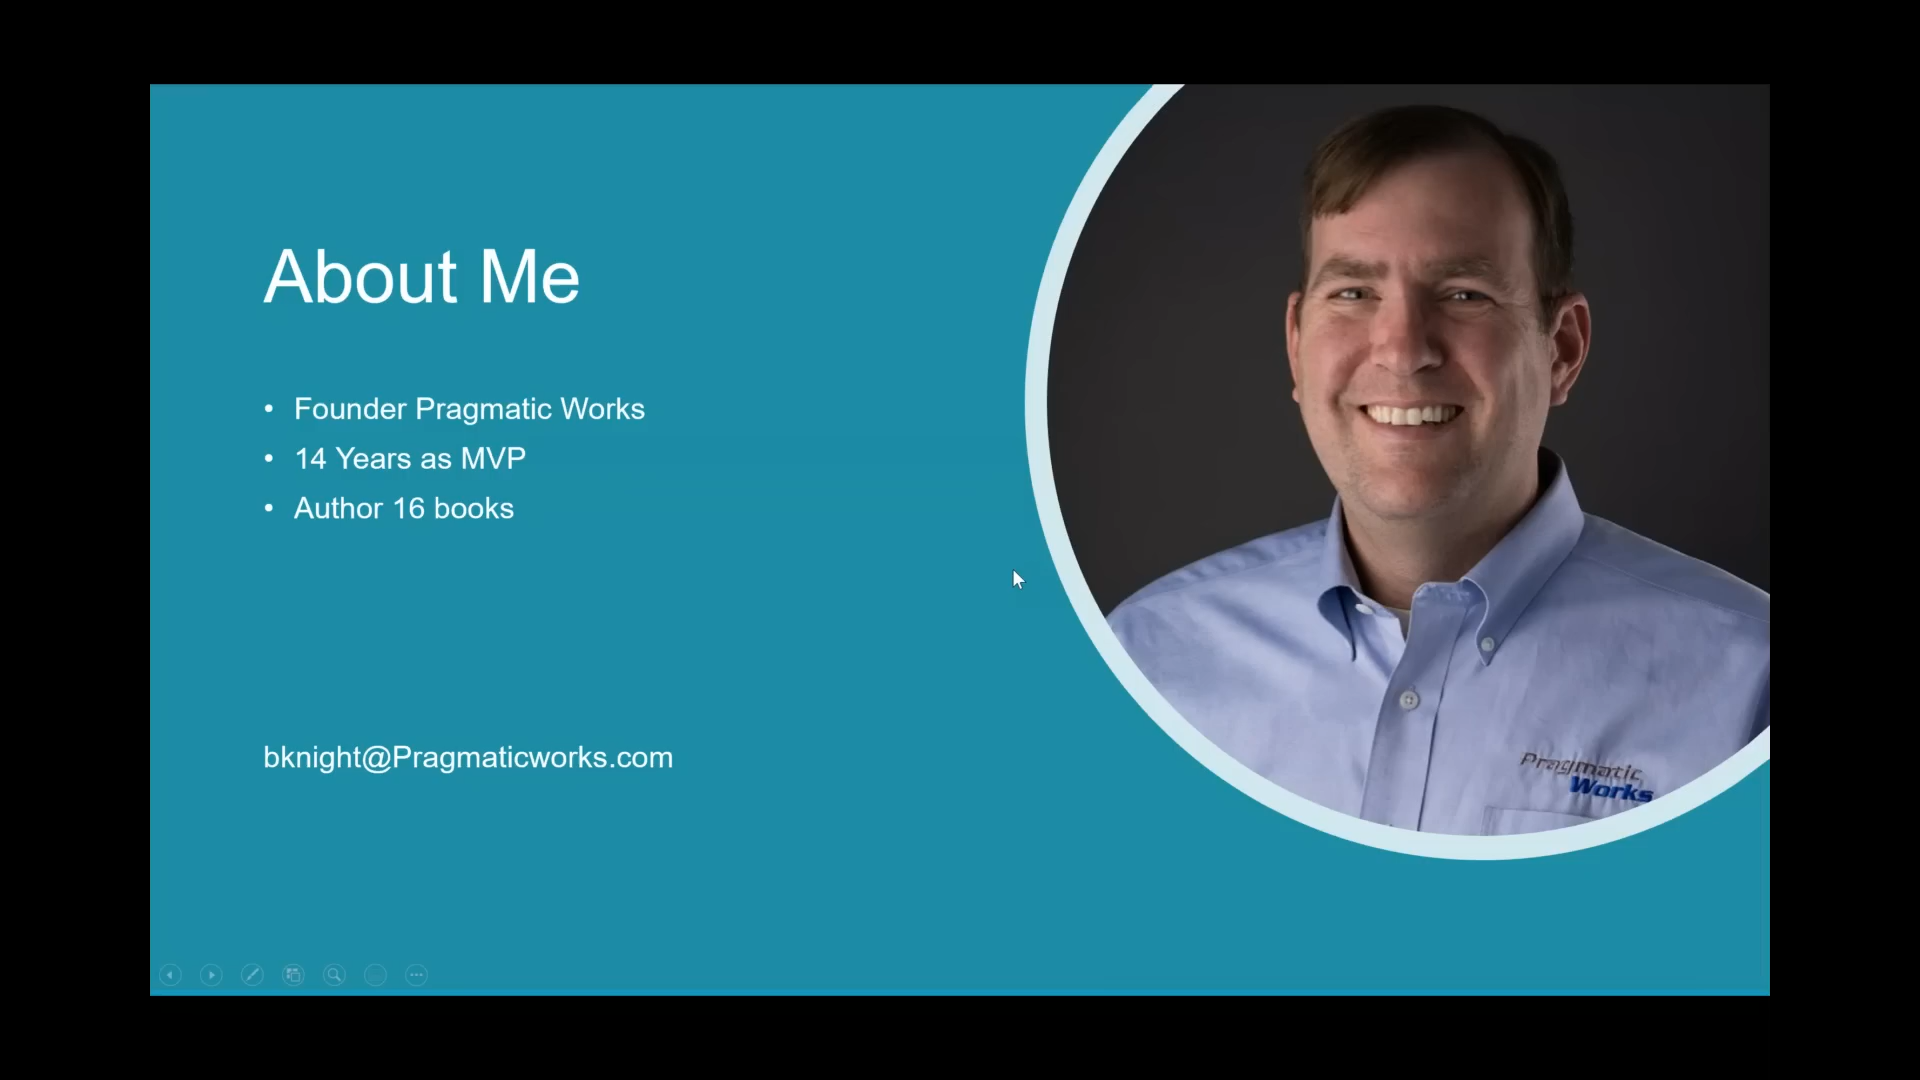 About Me
• Founder Pragmatic Works
• 14 Years as MVP
• Author 16 books
bknight@Pragmaticworks.com
Pragmatic
Works